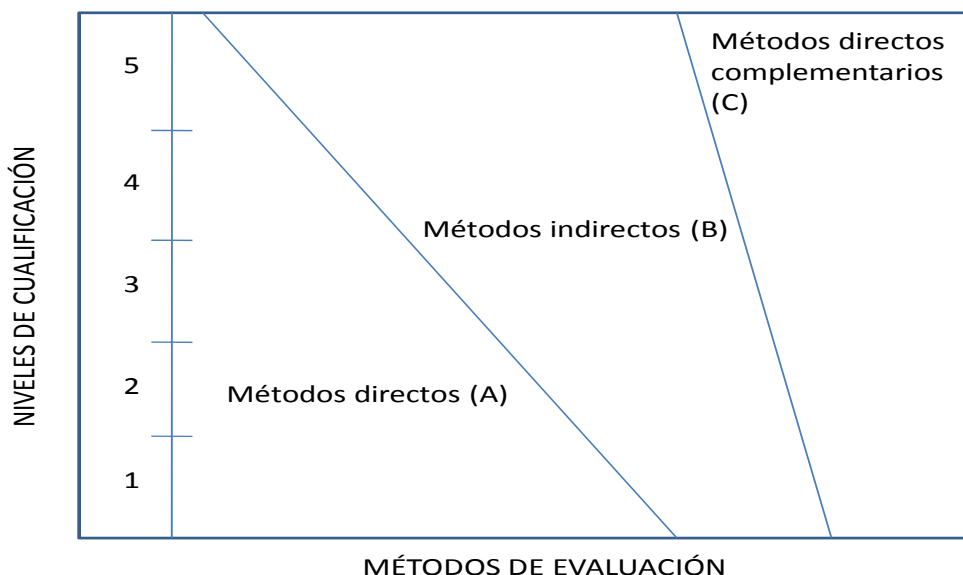 NIVELES DE CUALIFICACIÓN
5
4
3
2
1
Métodos directos
complementarios
(C)
Métodos indirectos (B)
Métodos directos (A)
MÉTODOS DE EVALUACIÓN